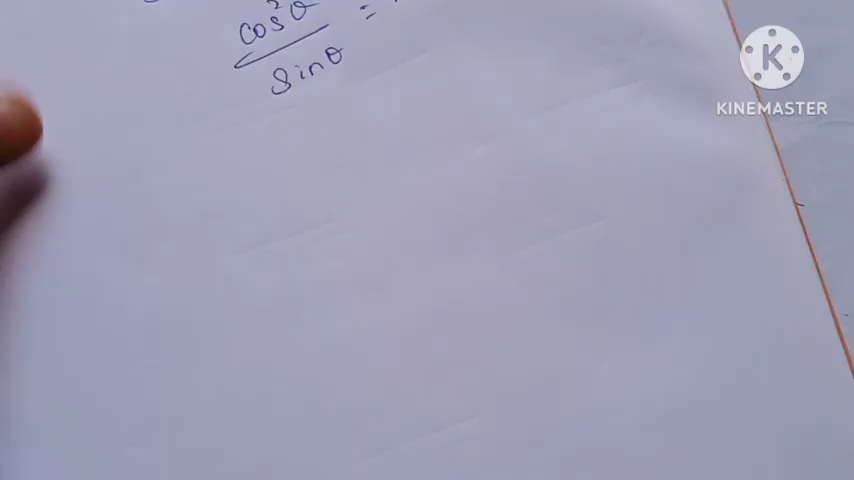 cos²θ
sinθ =
K
KINEMASTER